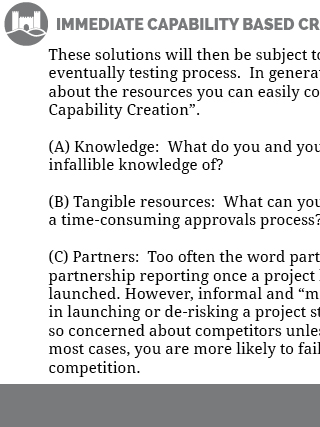 IMMEDIATE CAPABILITY BASED CR
These solutions will then be subject to
eventually testing process.  In genera
about the resources you can easily co
Capability Creation”.
(A) Knowledge:  What do you and you
infallible knowledge of?
(B) Tangible resources:  What can you
a time-consuming approvals process?
(C) Partners:  Too often the word part
partnership reporting once a project
launched. However, informal and “m
in launching or de-risking a project st
so concerned about competitors unle
most cases, you are more likely to fail
competition.